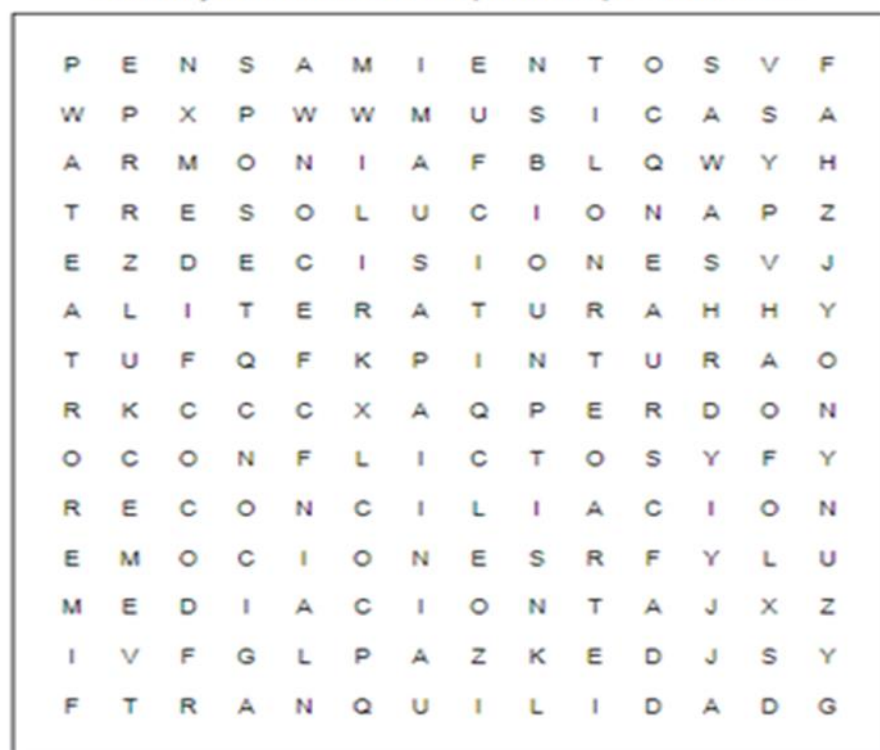 P E N S A M I E N T O S V F
W P X P W W M U S I C A S A
A R M O N I A F B L Q W Y H
T R E S O L U C I O N A P Z
E Z D E C I S I O N E S V J
A L I T E R A T U R A H H Y
T U F Q F K P I N T U R A O
R K C C C X A Q P E R D O N
O C O N F L I C T O S Y F Y
R E C O N C I L I A C I O N
E M O C I O N E S R F Y L U
M E D I A C I O N T A J X Z
I V F G L P A Z K E D J S Y
F T R A N Q U I L I D A D G